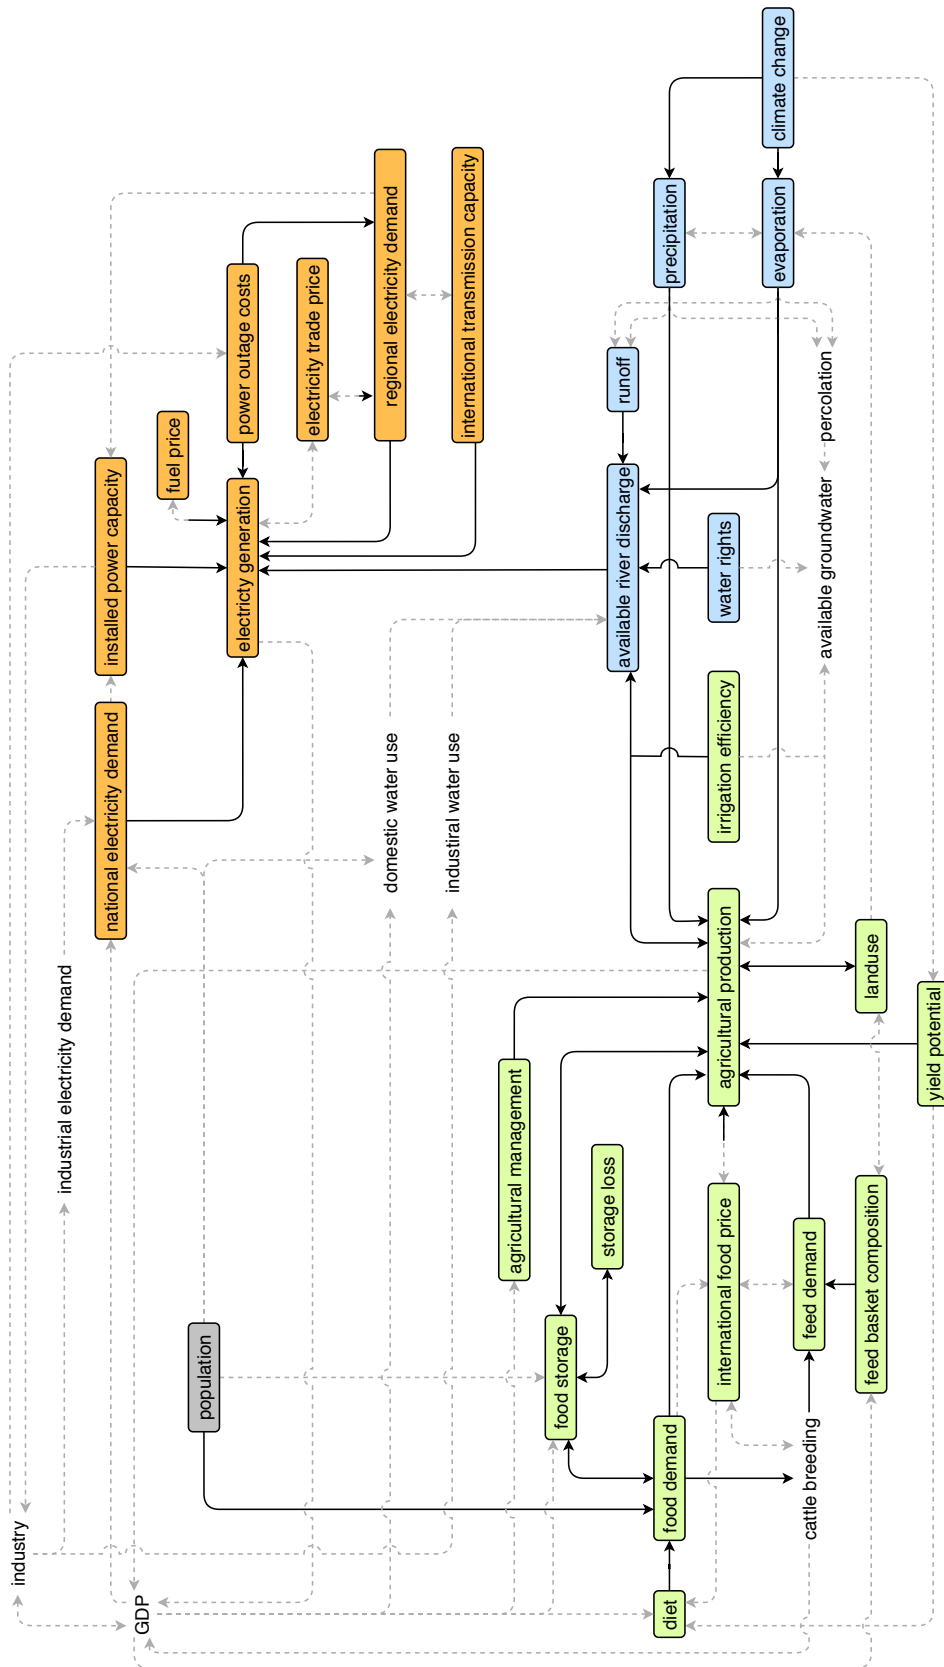 industry
GDP
industrial electricity demand
national electricity demand
installed power capacity
fuel price
population
electricty generation
power outage costs
electricity trade price
domestic water use
regional electricity demand
industiral water use
international transmission capacity
agricultural management
food storage
storage loss
available river discharge
runoff
diet
food demand
precipitation
international food price
agricultural production
irrigation efficiency
water rights
evaporation
climate change
cattle breeding
feed demand
available groundwater
percolation
feed basket composition
landuse
yield potential